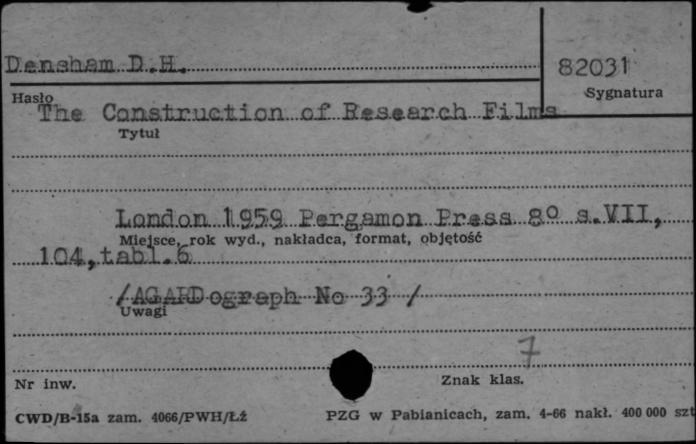 Densham D.H.
82031
Hasło
Sygnatura
The Construction of Research Films
Tytuł
London 1959 Pergamon Press 8º s.VII,
Miejsce, rok wyd., nakładca, format, objętość
104,tabl.6
/AGARDograph No 33 /
Uwagi
7
Nr inw.
Znak klas.
CWD/B-15a zam. 4066/PWH/Łż
PZG w Pabianicach, zam. 4-66 nakł. 400 000 szt